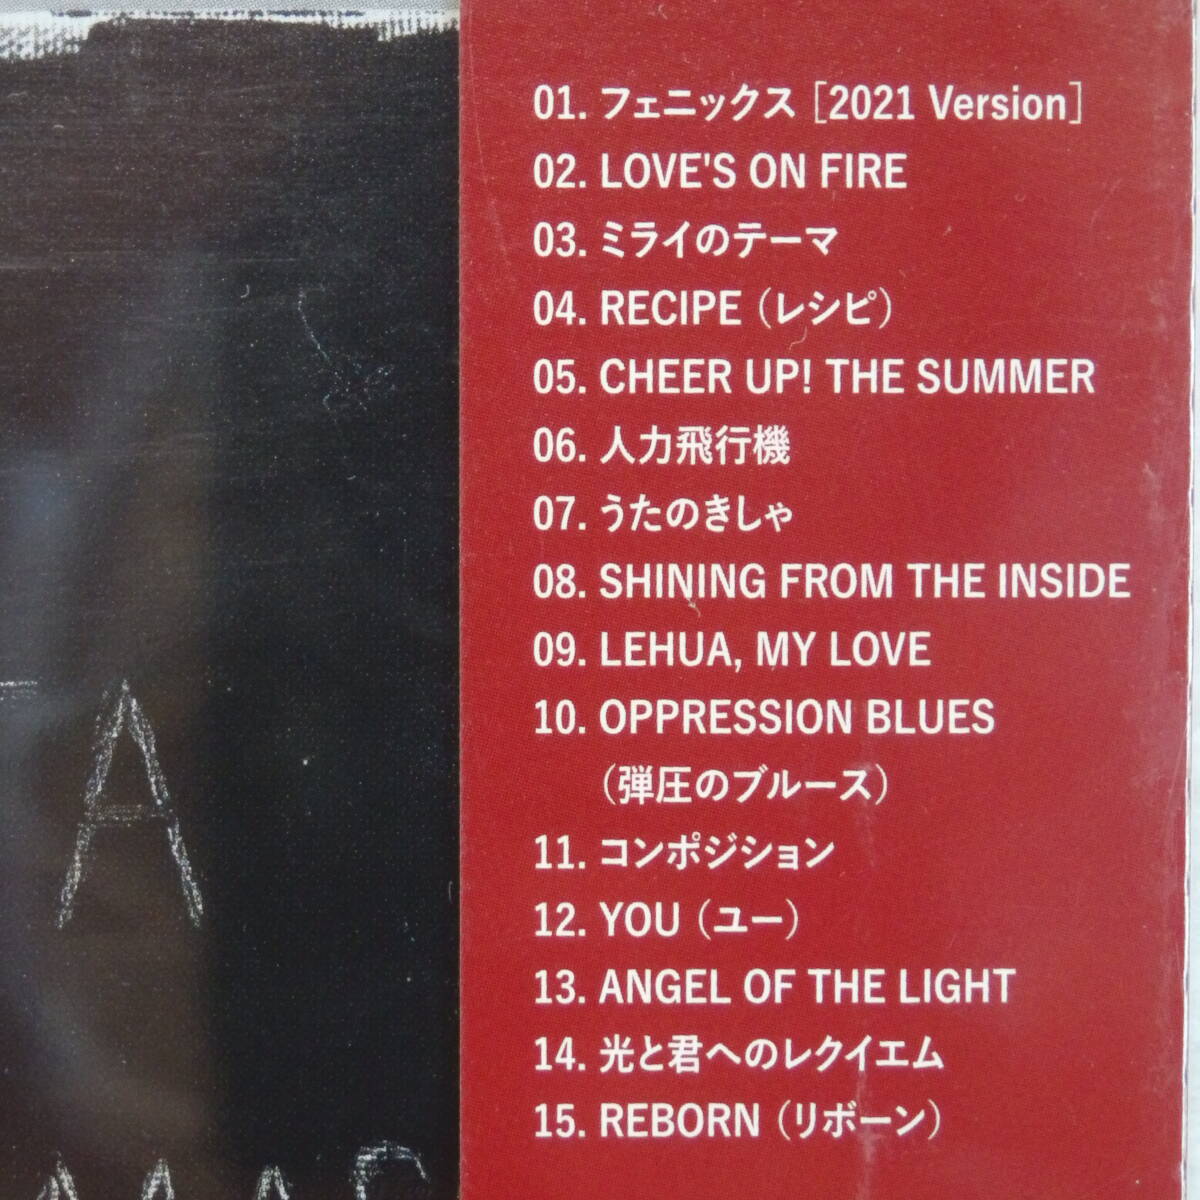 01. フェニックス [2021 Version]
02. LOVE'S ON FIRE
03. ミライのテーマ
04. RECIPE（レシピ）
05. CHEER UP! THE SUMMER
06. 人力飛行機
07. うたのきしゃ
08. SHINING FROM THE INSIDE
09. LEHUA, MY LOVE
10. OPPRESSION BLUES
（弾圧のブルース）
11. コンポジション
12. YOU（ユー）
13. ANGEL OF THE LIGHT
14. 光と君へのレクイエム
15. REBORN（リボーン）